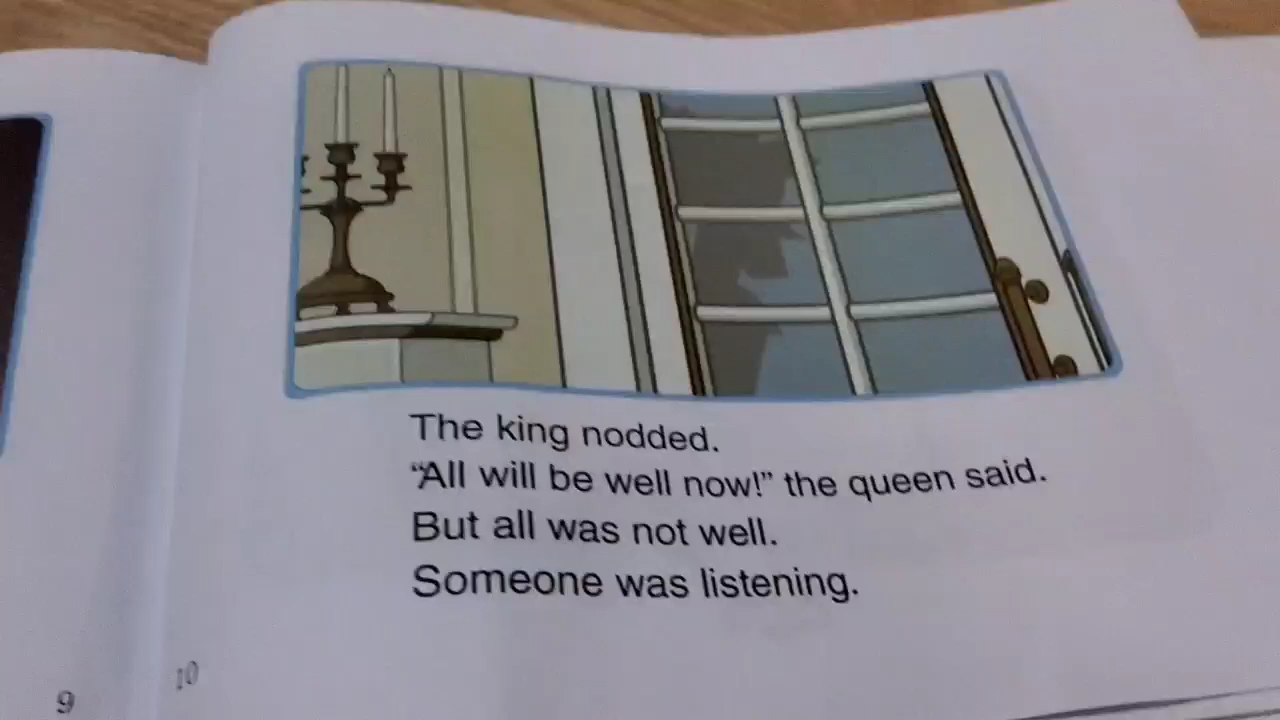 The king nodded.
“All will be well now!” the queen said.
But all was not well.
Someone was listening.
10
9